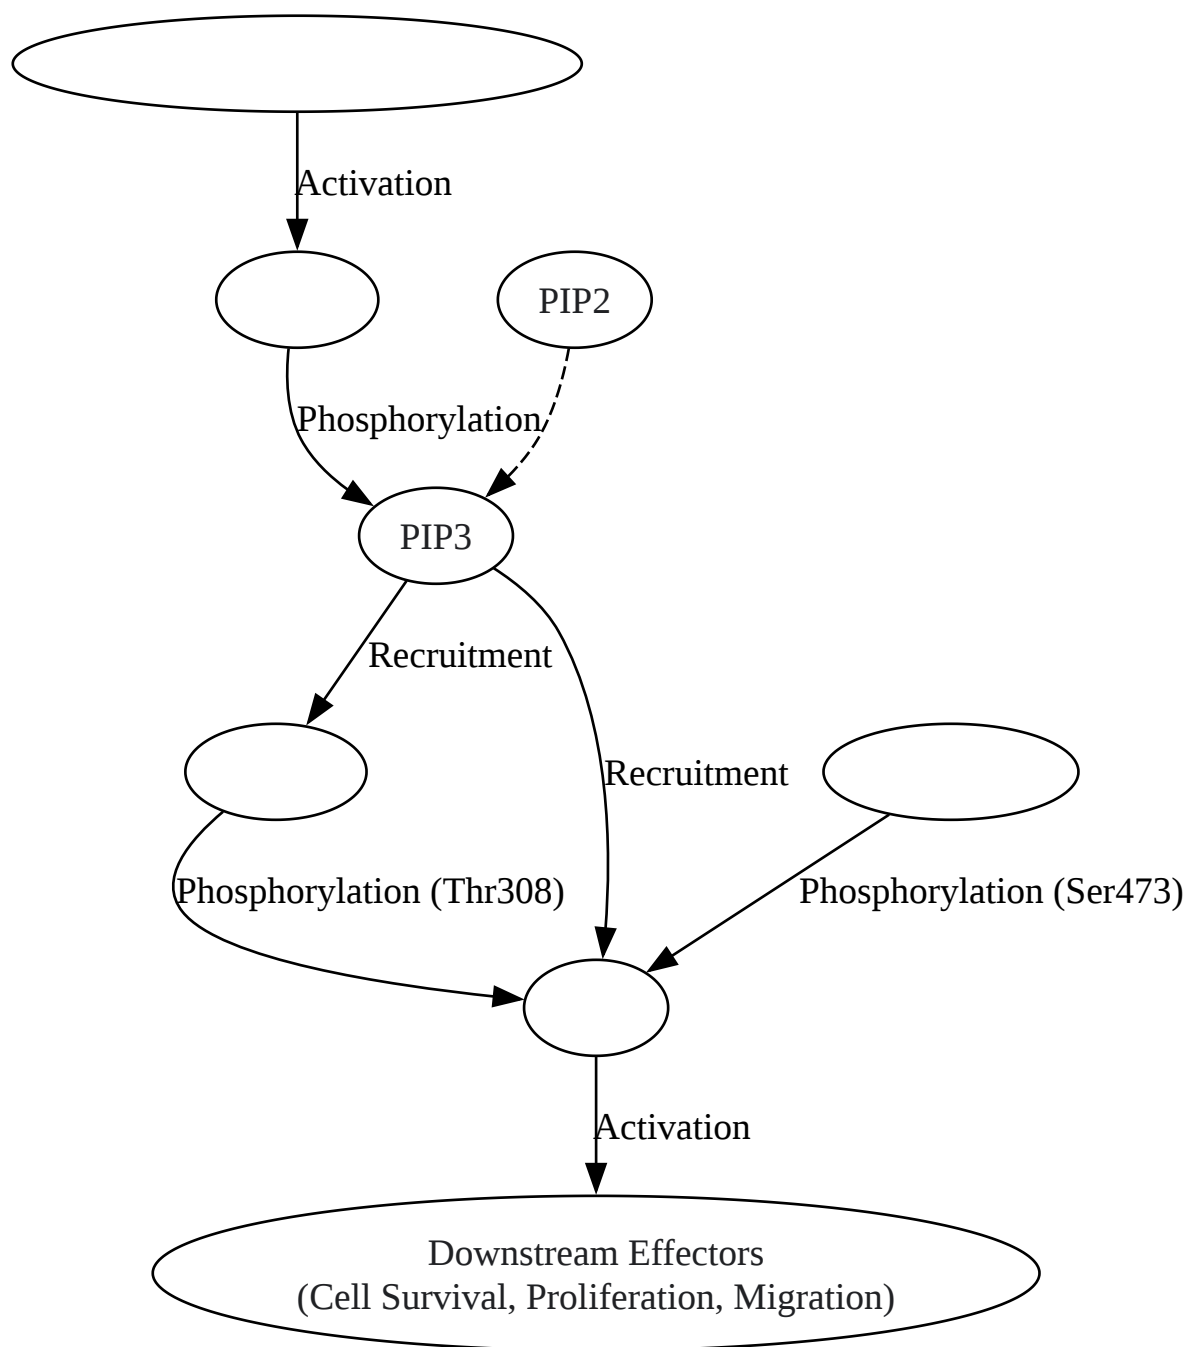 Activation
PIP2
Phosphorylation
PIP3
Recruitment
Recruitment
Phosphorylation (Thr308)
Phosphorylation (Ser473)
Activation
Downstream Effectors
(Cell Survival, Proliferation, Migration)